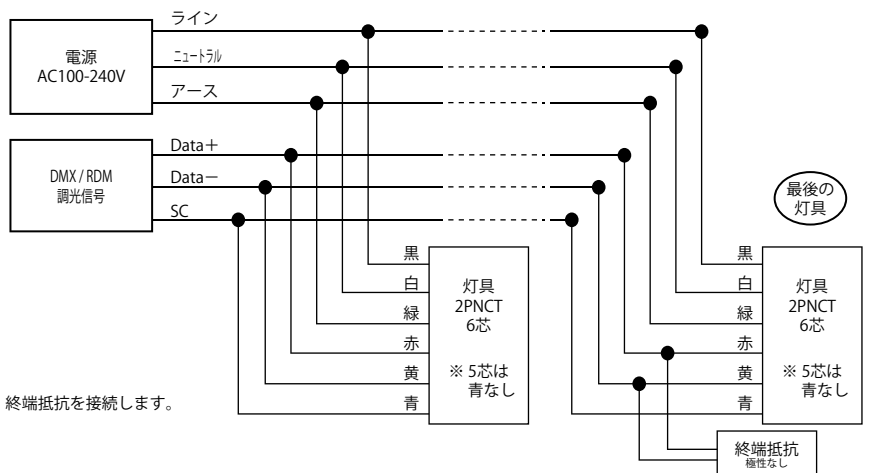 電源
AC100-240V
ライン
ニュートラル
アース
DMX / RDM
調光信号
Data＋
Data－
SC
最後の
灯具
黒
白
緑
赤
黄
青
灯具
2PNCT
6芯
※ 5芯は
青なし
黒
白
緑
赤
黄
青
灯具
2PNCT
6芯
※ 5芯は
青なし
終端抵抗を接続します。
終端抵抗
極性なし